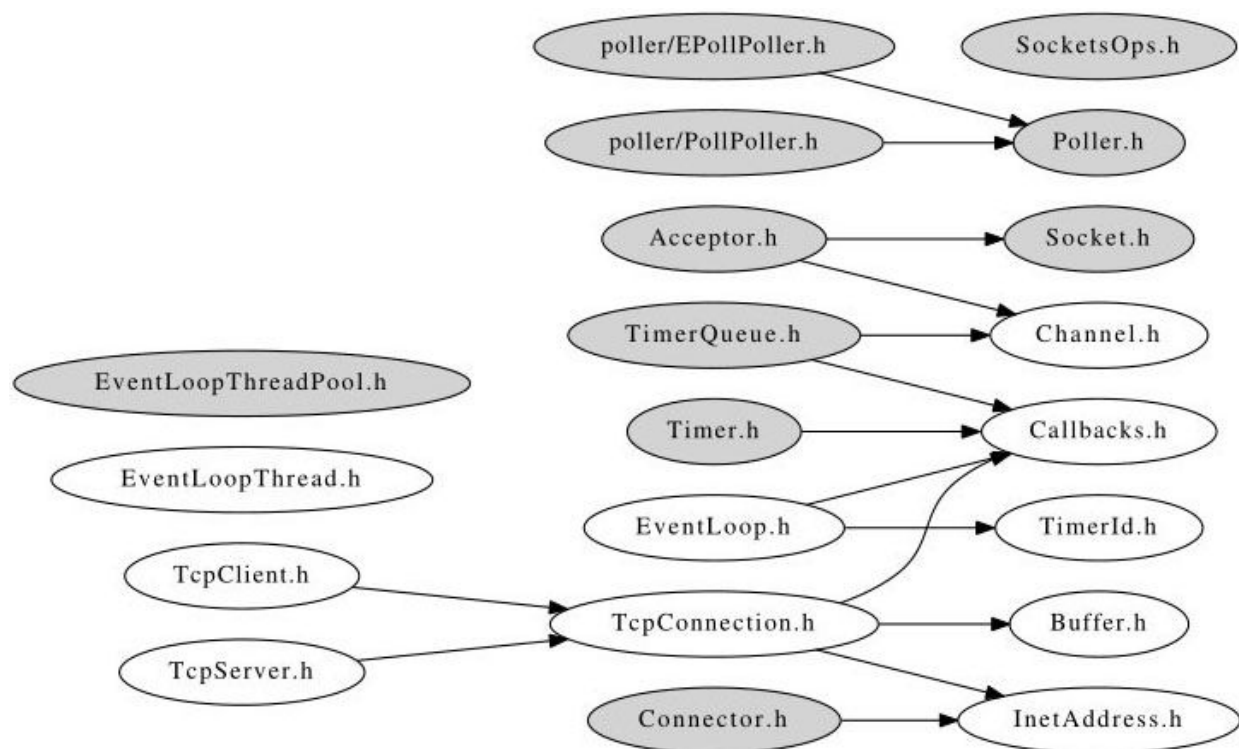 poller/EPollPoller.h
SocketsOps.h
poller/PollPoller.h
Poller.h
Acceptor.h
Socket.h
TimerQueue.h
Channel.h
EventLoopThreadPool.h
Timer.h
Callbacks.h
EventLoopThread.h
EventLoop.h
TimerId.h
TcpClient.h
TcpConnection.h
Buffer.h
TcpServer.h
Connector.h
InetAddress.h